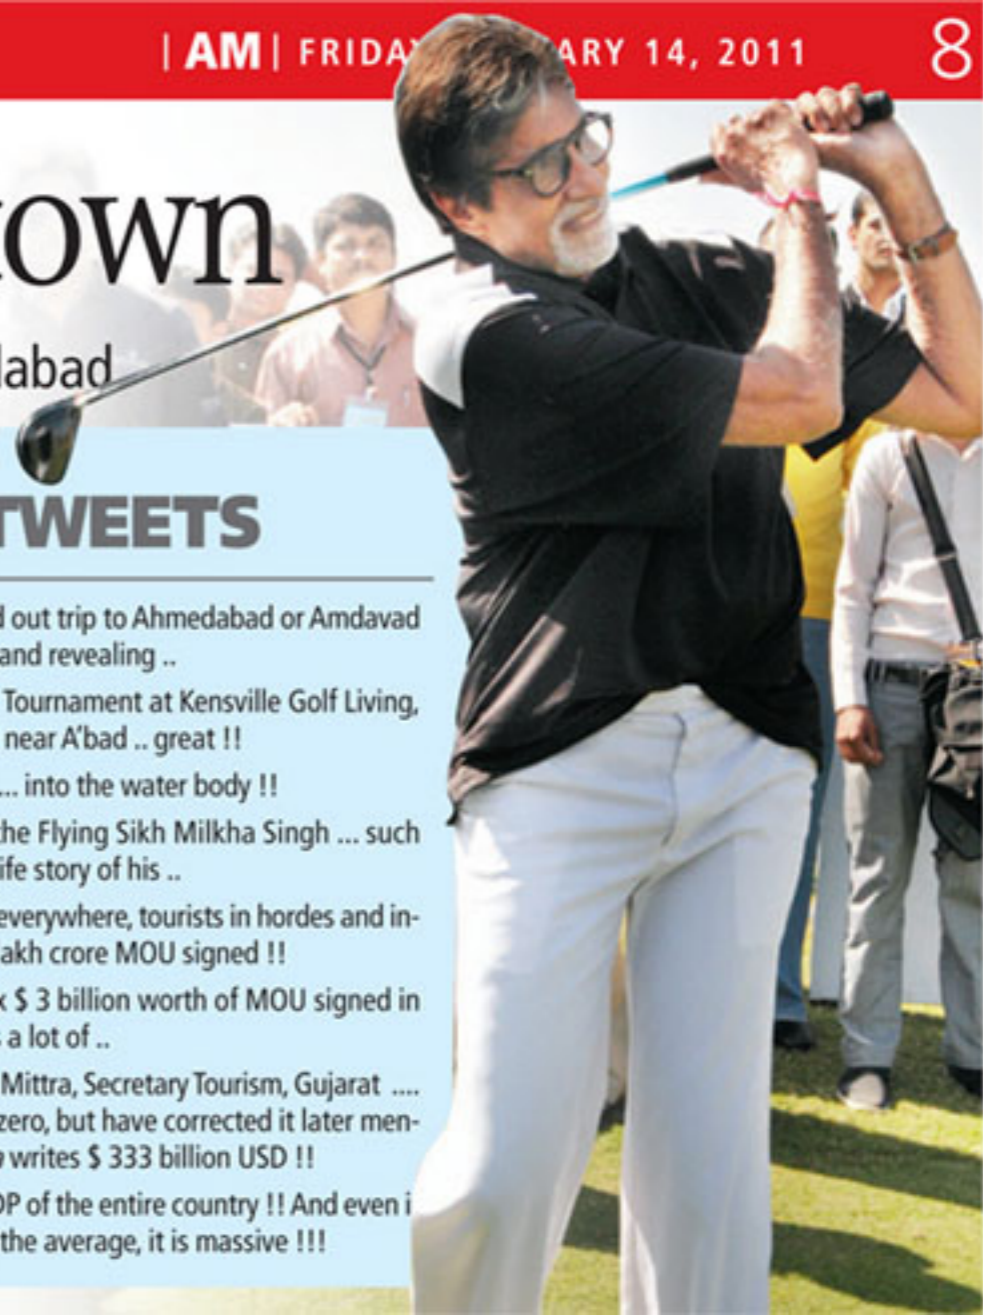 | AM | FRIDA ARY 14, 2011 8
own
abad
TWEETS
out trip to Ahmedabad or Amdavad
and revealing ..
Tournament at Kensville Golf Living,
near A'bad .. great !!
... into the water body !!
the Flying Sikh Milkha Singh ... such
ife story of his ..
everywhere, tourists in hordes and in-
akh crore MOU signed !!
$ 3 billion worth of MOU signed in
a lot of ..
Mittra, Secretary Tourism, Gujarat ....
zero, but have corrected it later men-
writes $ 333 billion USD !!
DP of the entire country !! And even i
the average, it is massive !!!